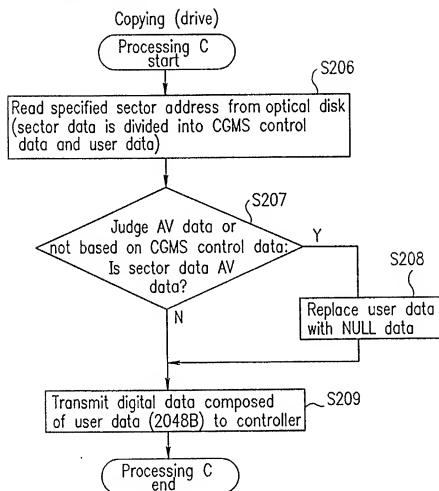 Copying (drive)
Processing C
start
S206
Read specified sector address from optical disk
(sector data is divided into CGMS control
data and user data)
S207
Judge AV data or
not based on CGMS control data:
Is sector data AV
data?
Y
S208
Replace user data
with NULL data
N
Transmit digital data composed
of user data (2048B) to controller
S209
Processing C
end